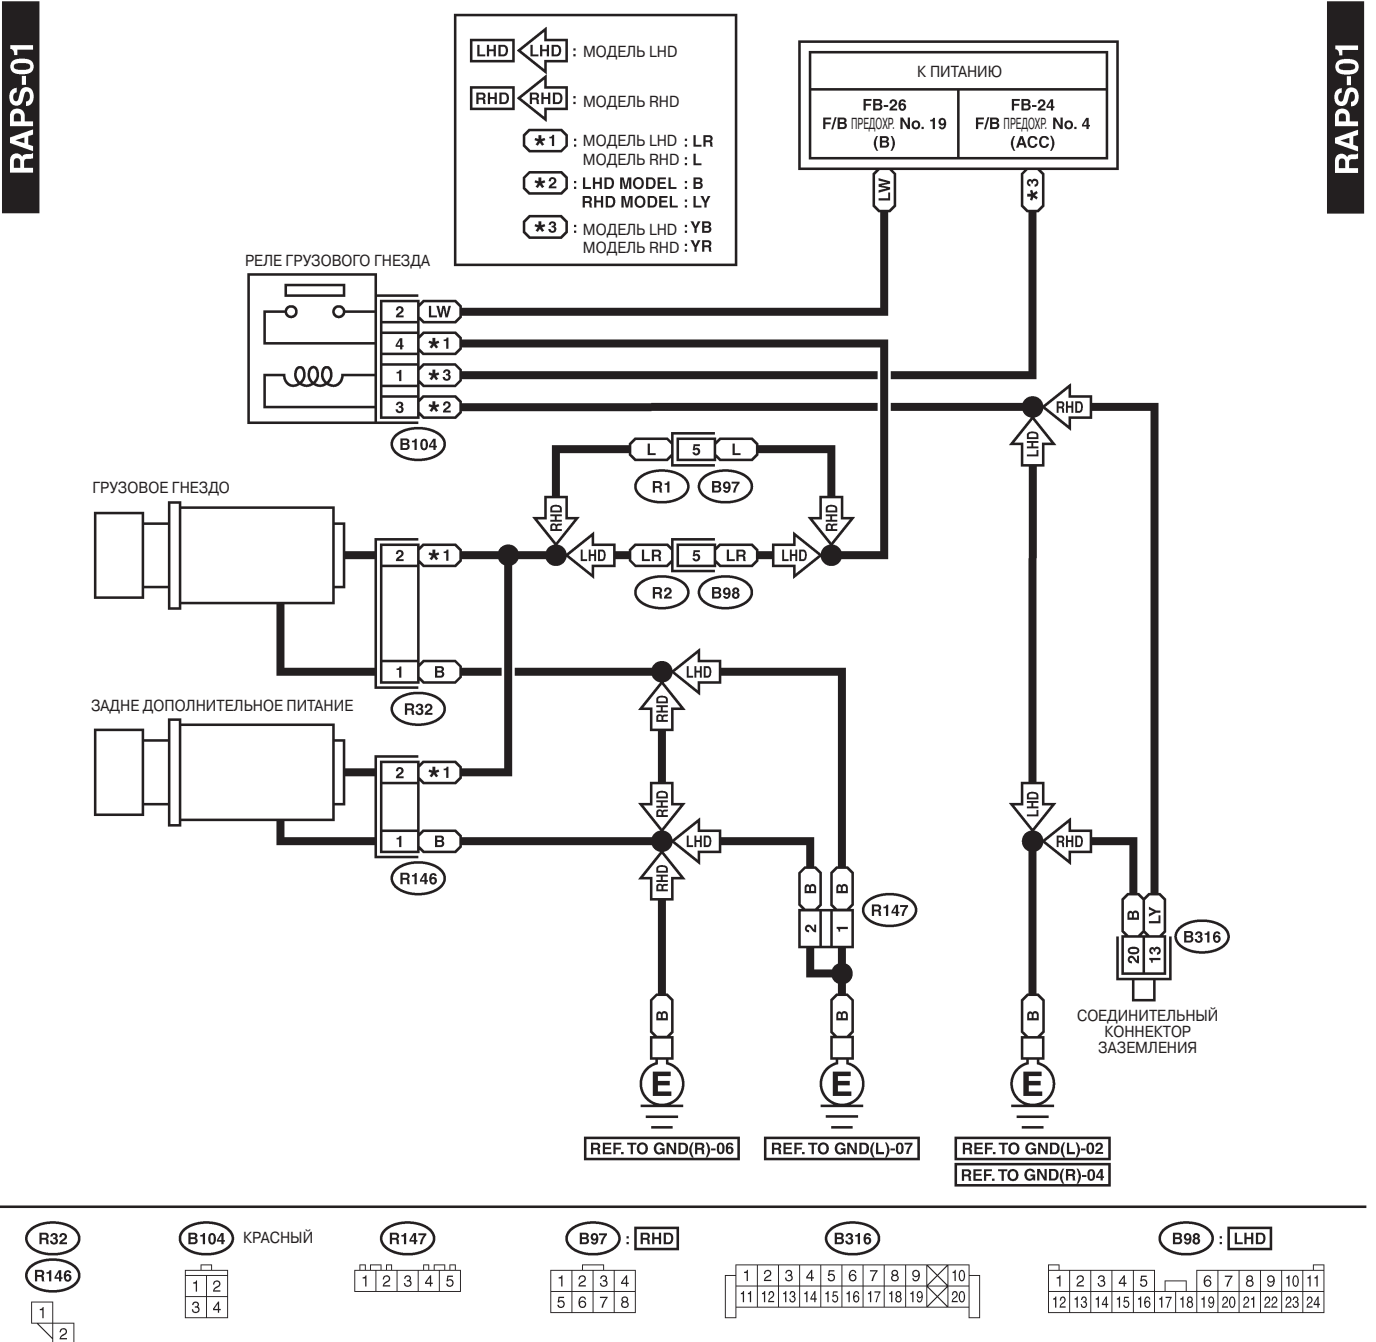 RAPS-01
RAPS-01
LHD LHD : МОДЕЛЬ LHD
RHD RHD : МОДЕЛЬ RHD
*1 : МОДЕЛЬ LHD : LR
МОДЕЛЬ RHD : L
*2 : LHD MODEL : B
RHD MODEL : LY
*3 : МОДЕЛЬ LHD : YB
МОДЕЛЬ RHD : YR
К ПИТАНИЮ
FB-26
F/B ПРЕДОХР. No. 19
(B)
FB-24
F/B ПРЕДОХР. No. 4
(ACC)
LW
*3
РЕЛЕ ГРУЗОВОГО ГНЕЗДА
2 LW
4 *1
1 *3
3 *2
B104
RHD
LHD
L 5 L
R1 B97
RHD
RHD
ГРУЗОВОЕ ГНЕЗДО
2 *1
LHD LR 5 LR LHD
R2 B98
1 B
LHD
R32
RHD
ЗАДНЕ ДОПОЛНИТЕЛЬНОЕ ПИТАНИЕ
2 *1
RHD
LHD
1 B
LHD
RHD
R146
RHD
B B
R147
2 1
B LY
B316
20 13
B
B
B
СОЕДИНИТЕЛЬНЫЙ
КОННЕКТОР
ЗАЗЕМЛЕНИЯ
E
E
E
REF. TO GND(R)-06
REF. TO GND(L)-07
REF. TO GND(L)-02
REF. TO GND(R)-04
R32
R146
1
2
B104 КРАСНЫЙ
1 2
3 4
R147
1 2 3 4 5
B97 : RHD
1 2 3 4
5 6 7 8
B316
1 2 3 4 5 6 7 8 9 10
11 12 13 14 15 16 17 18 19 20
B98 : LHD
1 2 3 4 5 6 7 8 9 10 11
12 13 14 15 16 17 18 19 20 21 22 23 24